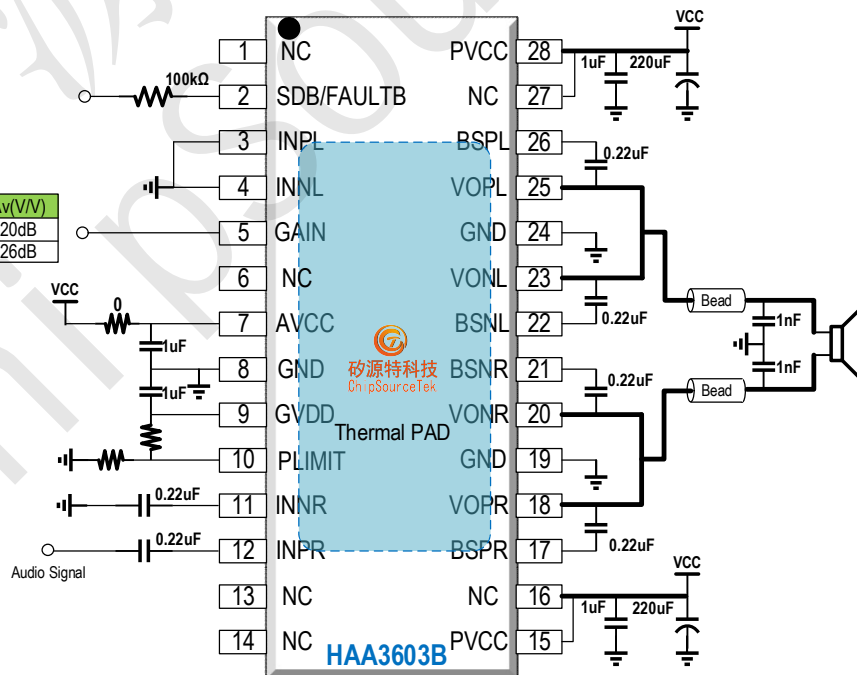 Av(V/V)
20dB
26dB
100kΩ
VCC
0
1uF
1uF
0.22uF
0.22uF
Audio Signal
1 NC
2 SDB/FAULTB
3 INPL
4 INNL
5 GAIN
6 NC
7 AVCC
8 GND
9 GVDD
10 PLIMIT
11 INNR
12 INPR
13 NC
14 NC
矽源特科技
ChipSourceTek
Thermal PAD
HAA3603B
PVCC 28
NC 27
BSPL 26
VOPL 25
GND 24
VONL 23
BSNL 22
BSNR 21
VONR 20
GND 19
VOPR 18
BSPR 17
NC 16
PVCC 15
VCC
1uF 220uF
0.22uF
0.22uF
Bead
1nF
1nF
Bead
0.22uF
0.22uF
VCC
1uF 220uF